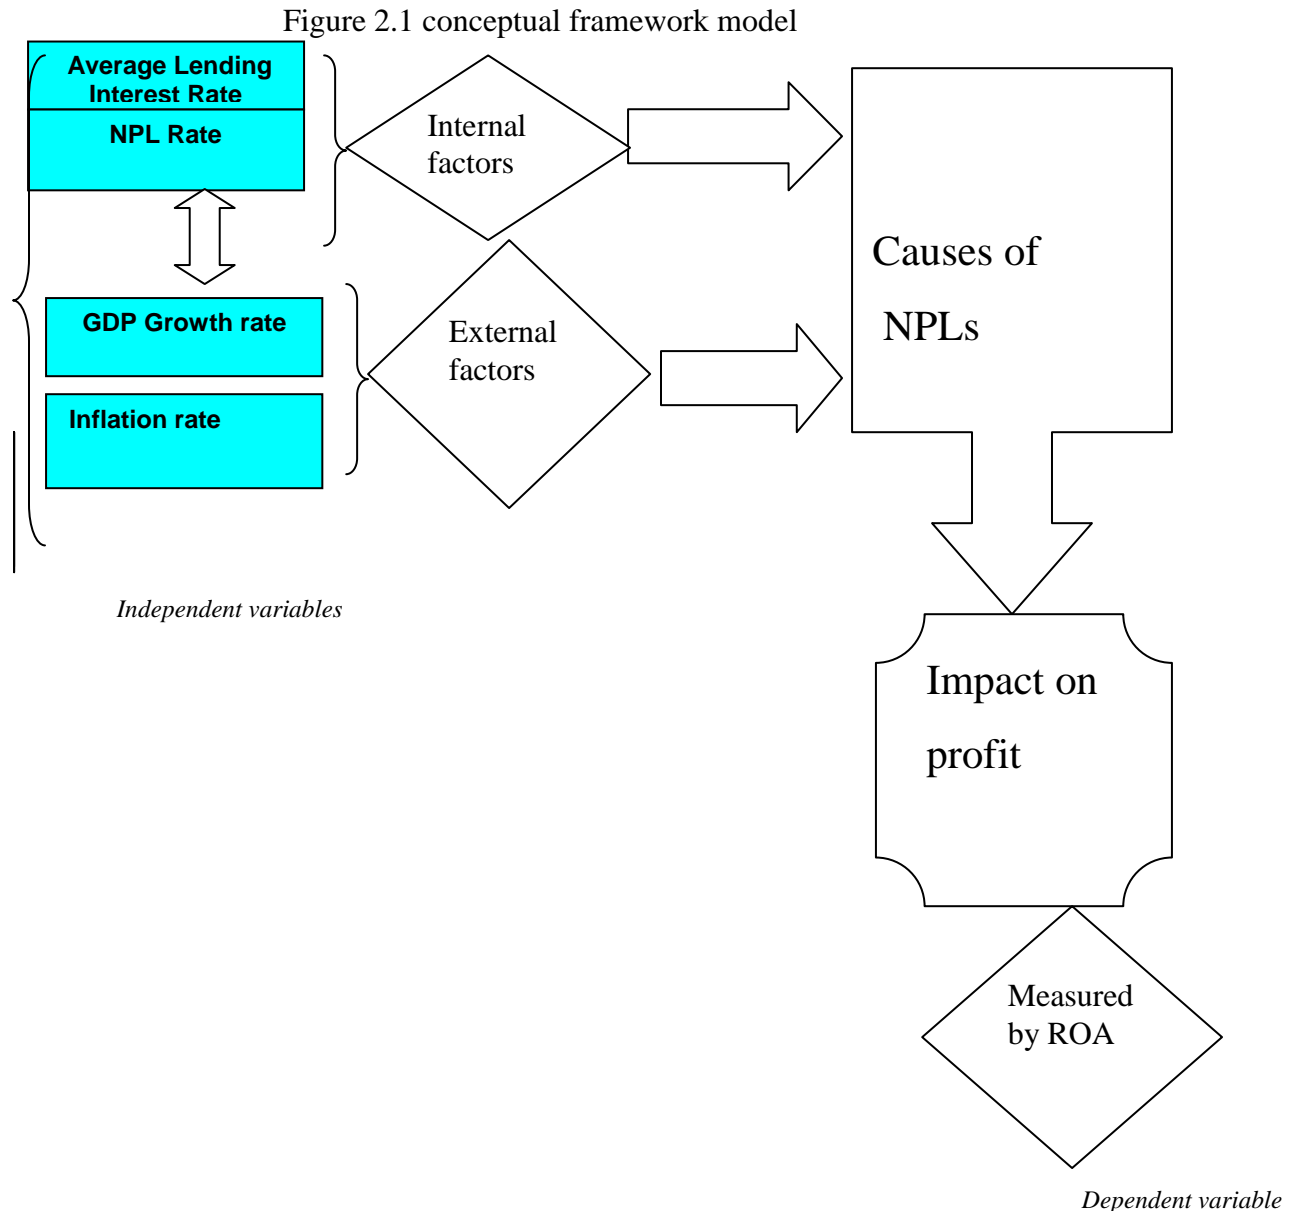 Figure 2.1 conceptual framework model
Average Lending
Interest Rate
NPL Rate
Internal
factors
GDP Growth rate
Inflation rate
External
factors
Causes of
NPLs
Independent variables
Impact on
profit
Measured
by ROA
Dependent variable